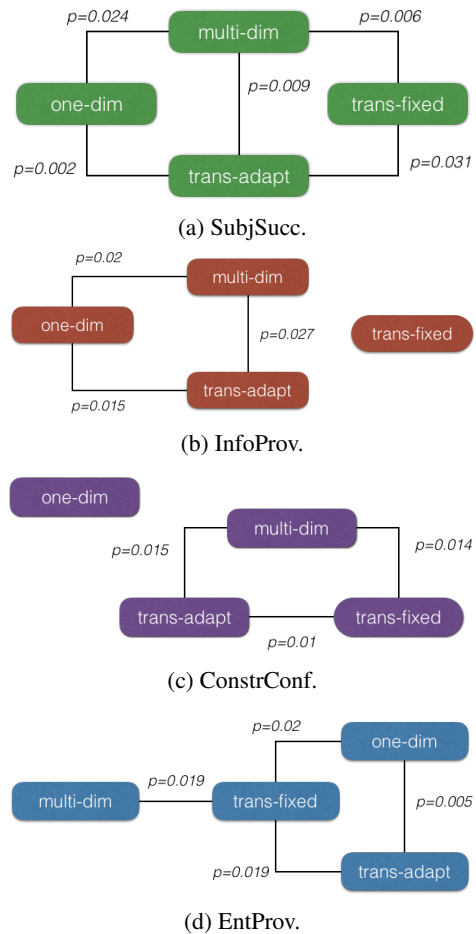 p=0.024
p=0.006
multi-dim
p=0.009
one-dim
trans-fixed
p=0.002
p=0.031
trans-adapt
(a) SubjSucc.
p=0.02
multi-dim
one-dim
p=0.027
trans-fixed
trans-adapt
p=0.015
(b) InfoProv.
one-dim
multi-dim
p=0.015
p=0.014
trans-adapt
trans-fixed
p=0.01
(c) ConstrConf.
p=0.02
one-dim
p=0.019
multi-dim
trans-fixed
p=0.005
p=0.019
trans-adapt
(d) EntProv.